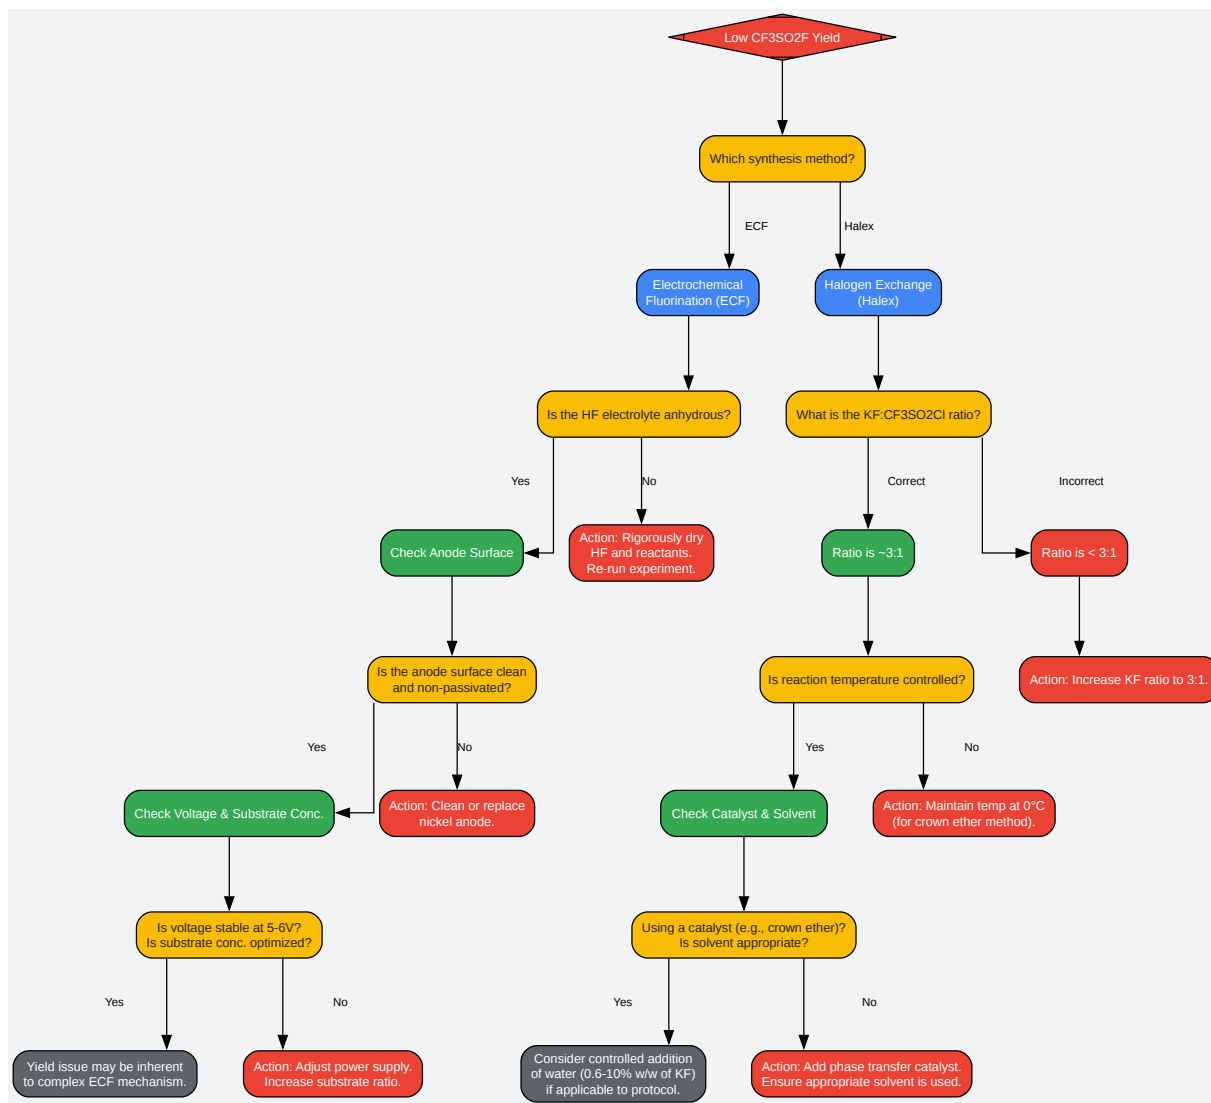 Low CF3SO2F Yield
Which synthesis method?
ECF
Halex
Electrochemical
Fluorination (ECF)
Halogen Exchange
(Halex)
Is the HF electrolyte anhydrous?
What is the KF:CF3SO2Cl ratio?
Yes
No
Correct
Incorrect
Check Anode Surface
Action: Rigorously dry
HF and reactants.
Re-run experiment.
Ratio is ~3:1
Ratio is < 3:1
Is the anode surface clean
and non-passivated?
Is reaction temperature controlled?
Action: Increase KF ratio to 3:1.
Yes
No
Yes
No
Check Voltage & Substrate Conc.
Action: Clean or replace
nickel anode.
Check Catalyst & Solvent
Action: Maintain temp at 0°C
(for crown ether method).
Is voltage stable at 5-6V?
Is substrate conc. optimized?
Using a catalyst (e.g., crown ether)?
Is solvent appropriate?
Yes
No
Yes
No
Yield issue may be inherent
to complex ECF mechanism.
Action: Adjust power supply.
Increase substrate ratio.
Consider controlled addition
of water (0.6-10% w/w of KF)
if applicable to protocol.
Action: Add phase transfer catalyst.
Ensure appropriate solvent is used.